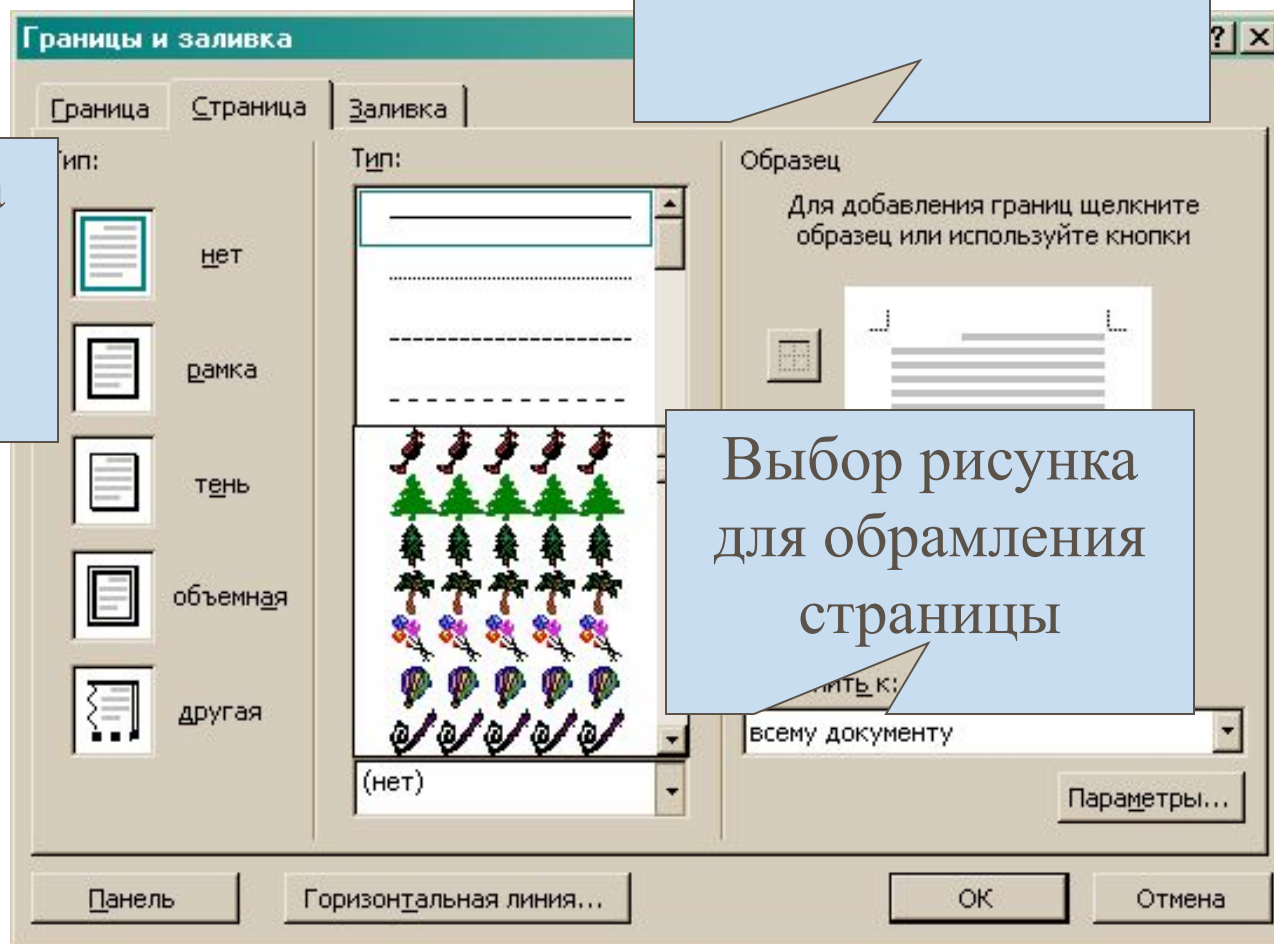 Границы и заливка
Граница Страница Заливка
Тип:
нет
рамка
тень
объемная
другая
Тип:
(нет)
Образец
Для добавления границ щелкните
образец или используйте кнопки
Выбор рисунка
для обрамления
страницы
к:
всему документу
Параметры...
Панель Горизонтальная линия... ОК Отмена